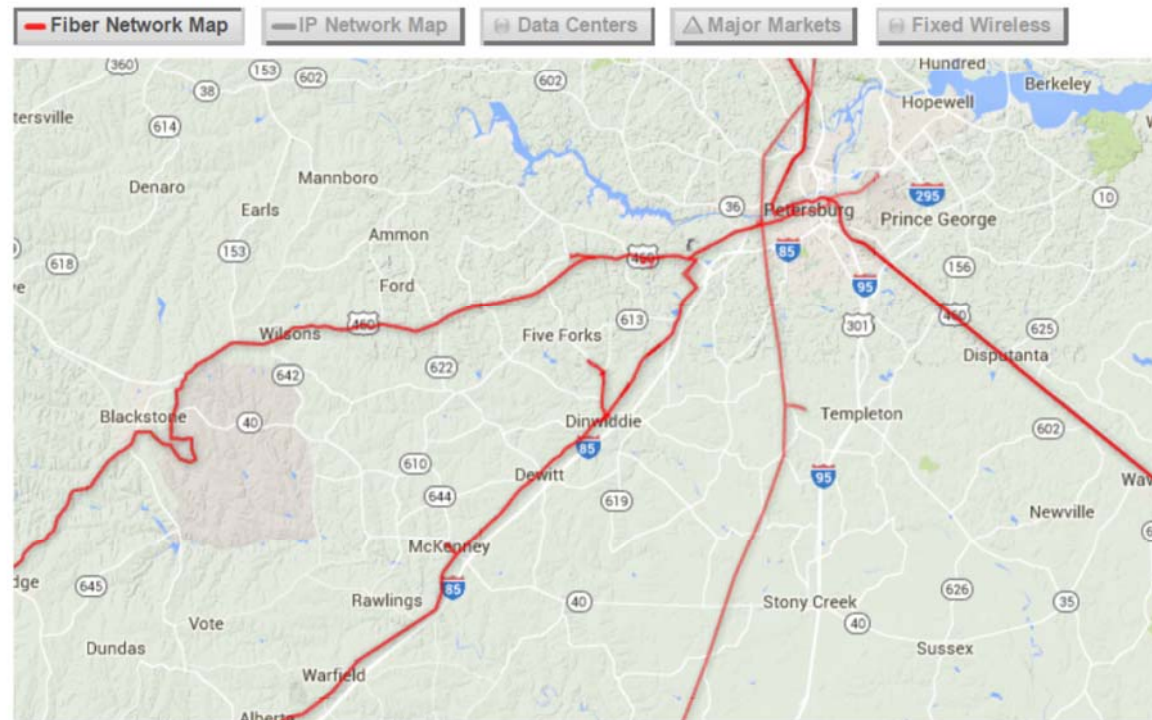 Fiber Network Map IP Network Map Data Centers Major Markets Fixed Wireless
360
153
602
38
602
Hundred
Berkeley
Hopewell
tersville
614
Denaro
Mannboro
Earls
36
295
10
Petersburg
Prince George
Ammon
153
618
460
85
156
Ford
95
Wilsons
460
Five Forks
613
301
460
625
Disputanta
642
622
Blackstone
40
Dinwiddie
Templeton
602
85
610
Dewitt
95
644
619
Newville
McKenney
dge
645
85
Rawlings
40
Stony Creek
626
35
Vote
40
Dundas
Sussex
Warfield
Alberta